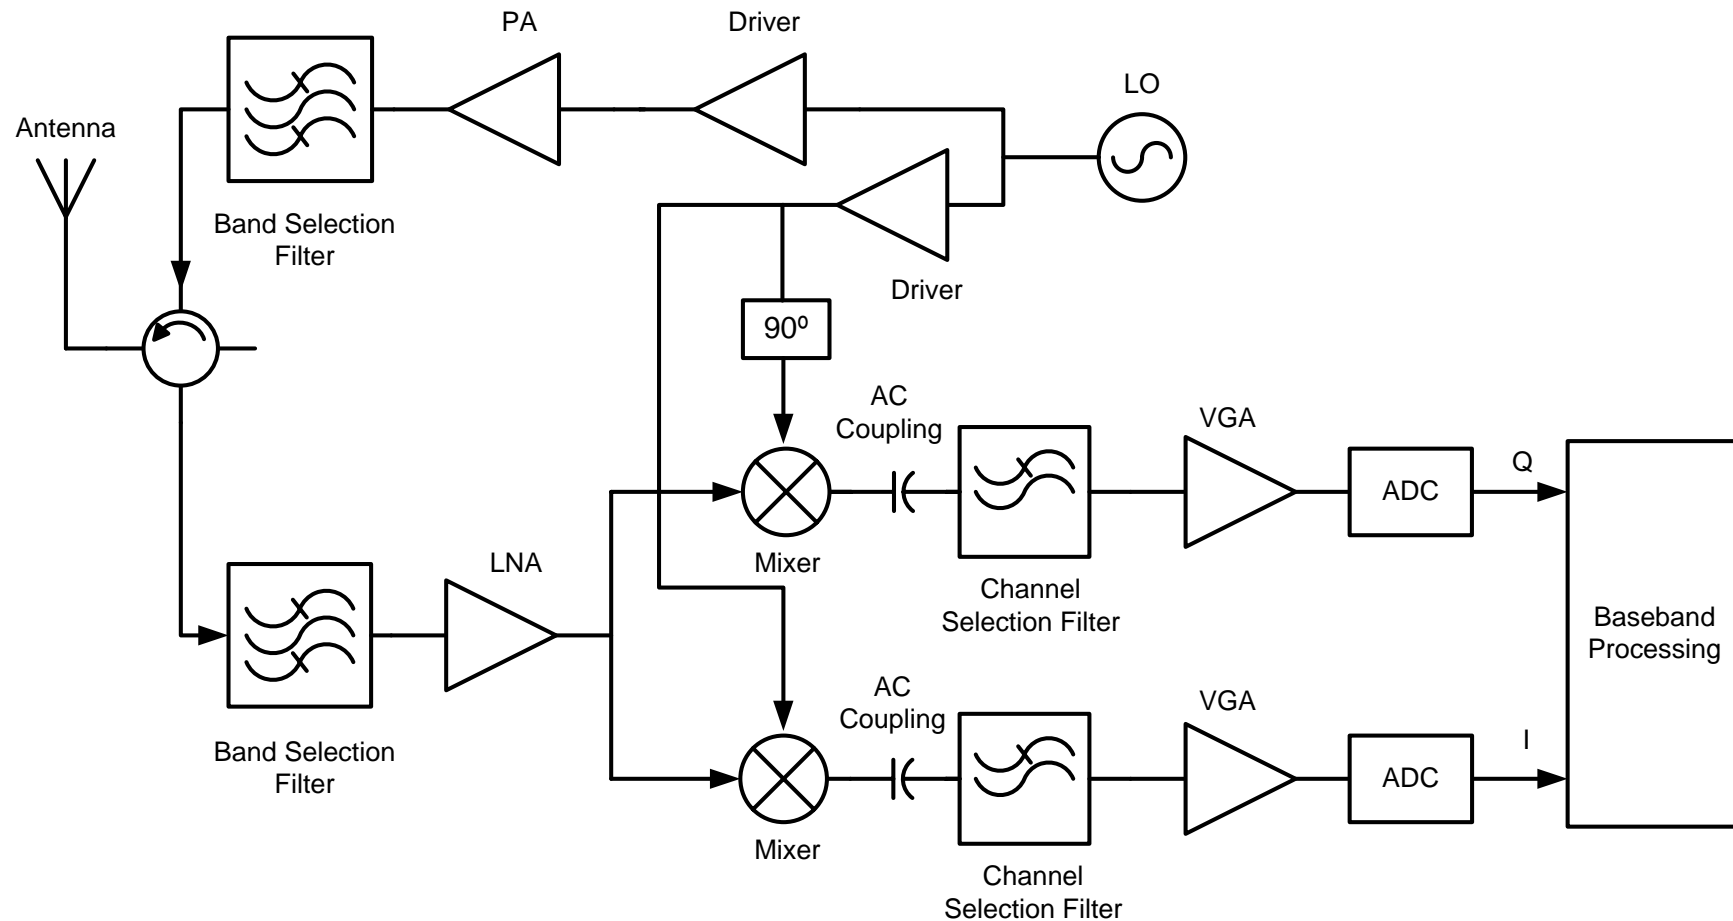 PA
Driver
LO
Antenna
Band Selection
Filter
Driver
90º
AC
Coupling
VGA
ADC
Q
Mixer
LNA
Channel
Selection Filter
Baseband
Processing
Band Selection
Filter
AC
Coupling
VGA
ADC
I
Mixer
Channel
Selection Filter